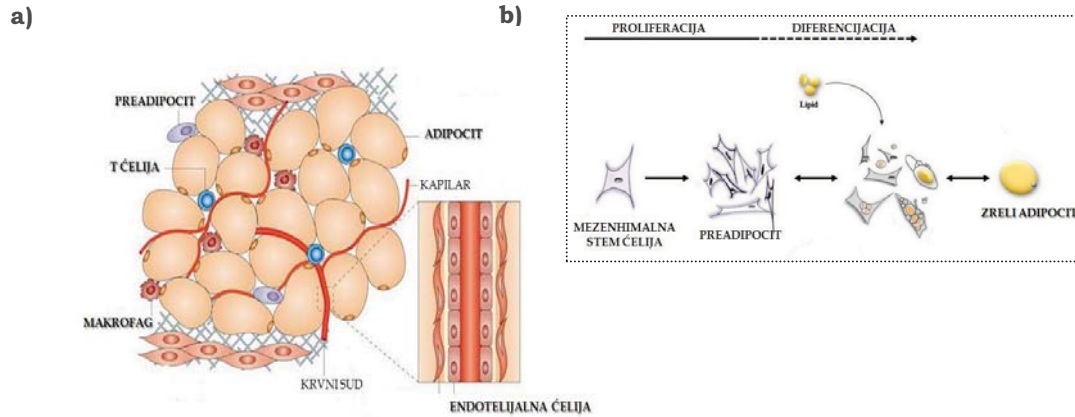 a)
PREADIPOCIT
ADIPOCIT
T ĆELIJA
KAPILAR
MAKROFAG
KRVNI SUD
ENDOTELIJALNA ĆELIJA
b)
PROLIFERACIJA
DIFERENCIJACIJA
Lipid
MEZENHIMALNA
STEM ĆELIJA
PREADIPOCIT
ZRELI ADIPOCIT